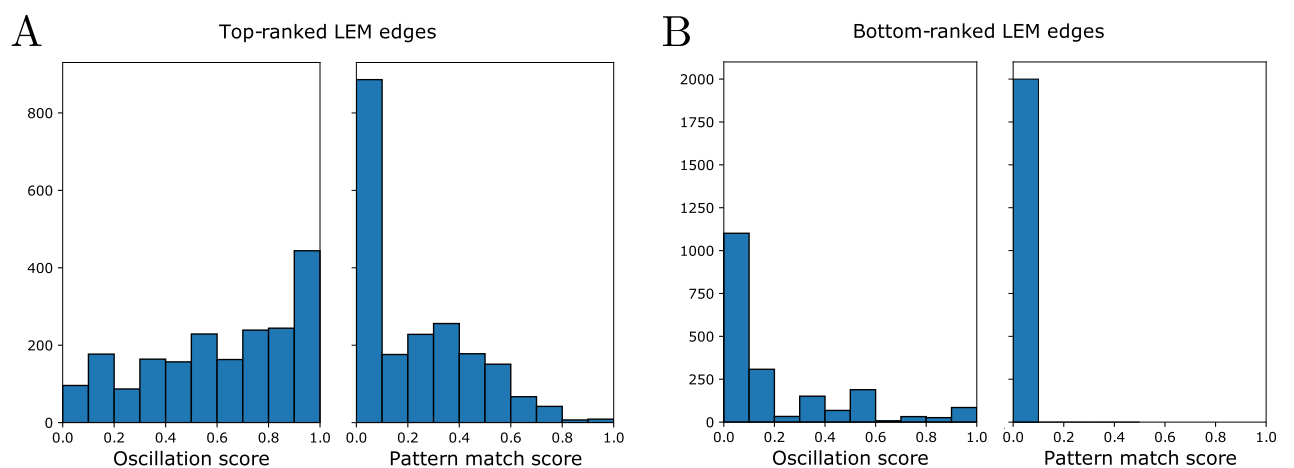 A
Top-ranked LEM edges
800
600
400
200
0
0.0 0.2 0.4 0.6 0.8 1.0
Oscillation score
0.0 0.2 0.4 0.6 0.8 1.0
Pattern match score
B
Bottom-ranked LEM edges
2000
1750
1500
1250
1000
750
500
250
0
0.0 0.2 0.4 0.6 0.8 1.0
Oscillation score
0.0 0.2 0.4 0.6 0.8 1.0
Pattern match score